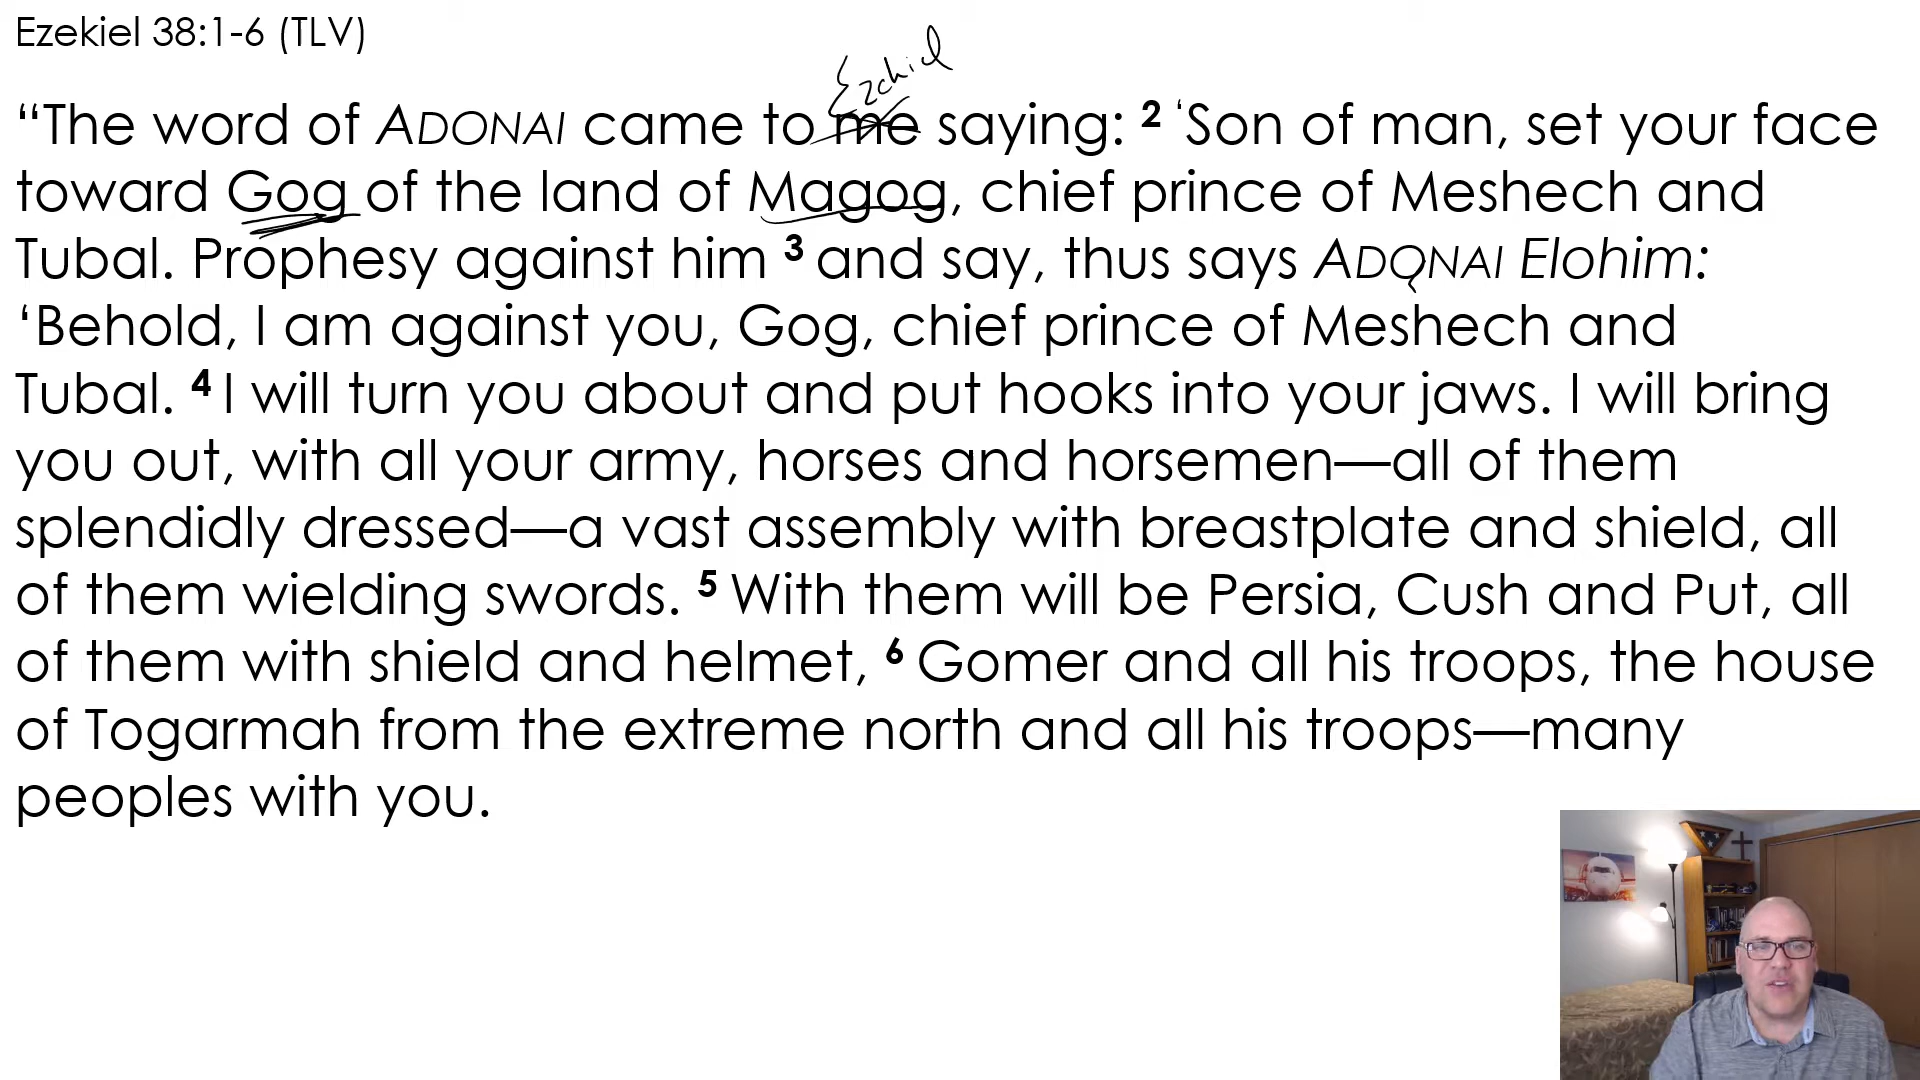 Ezekiel 38:1-6 (TLV)
Ezekiel
“The word of ADONAI came to me saying: 2 ‘Son of man, set your face
toward Gog of the land of Magog, chief prince of Meshech and
Tubal. Prophesy against him 3 and say, thus says ADONAI Elohim:
‘Behold, I am against you, Gog, chief prince of Meshech and
Tubal. 4 I will turn you about and put hooks into your jaws. I will bring
you out, with all your army, horses and horsemen—all of them
splendidly dressed—a vast assembly with breastplate and shield, all
of them wielding swords. 5 With them will be Persia, Cush and Put, all
of them with shield and helmet, 6 Gomer and all his troops, the house
of Togarmah from the extreme north and all his troops—many
peoples with you.